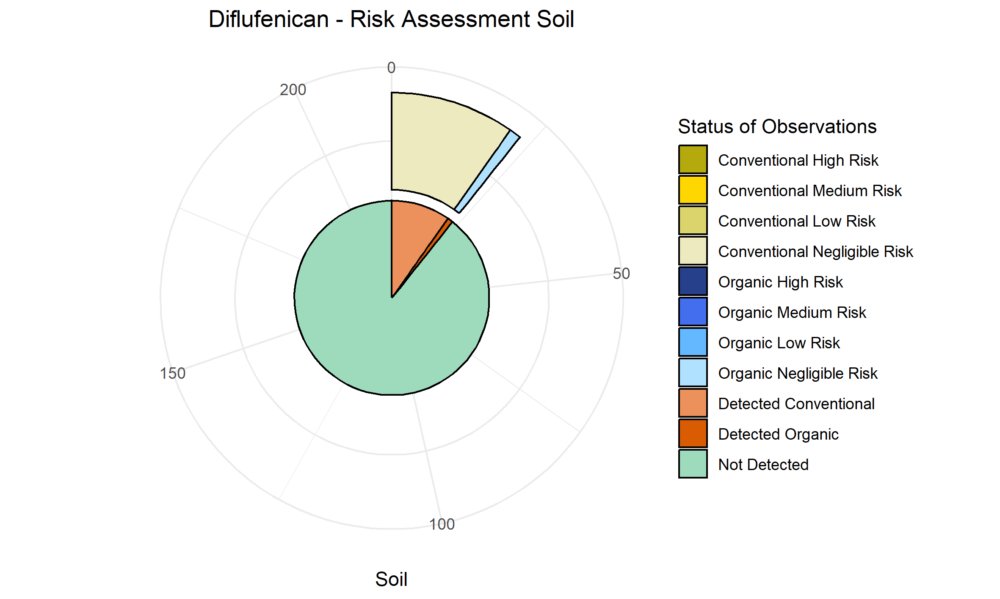 Diflufenican - Risk Assessment Soil
0
200
50
150
100
Soil
Status of Observations
Conventional High Risk
Conventional Medium Risk
Conventional Low Risk
Conventional Negligible Risk
Organic High Risk
Organic Medium Risk
Organic Low Risk
Organic Negligible Risk
Detected Conventional
Detected Organic
Not Detected